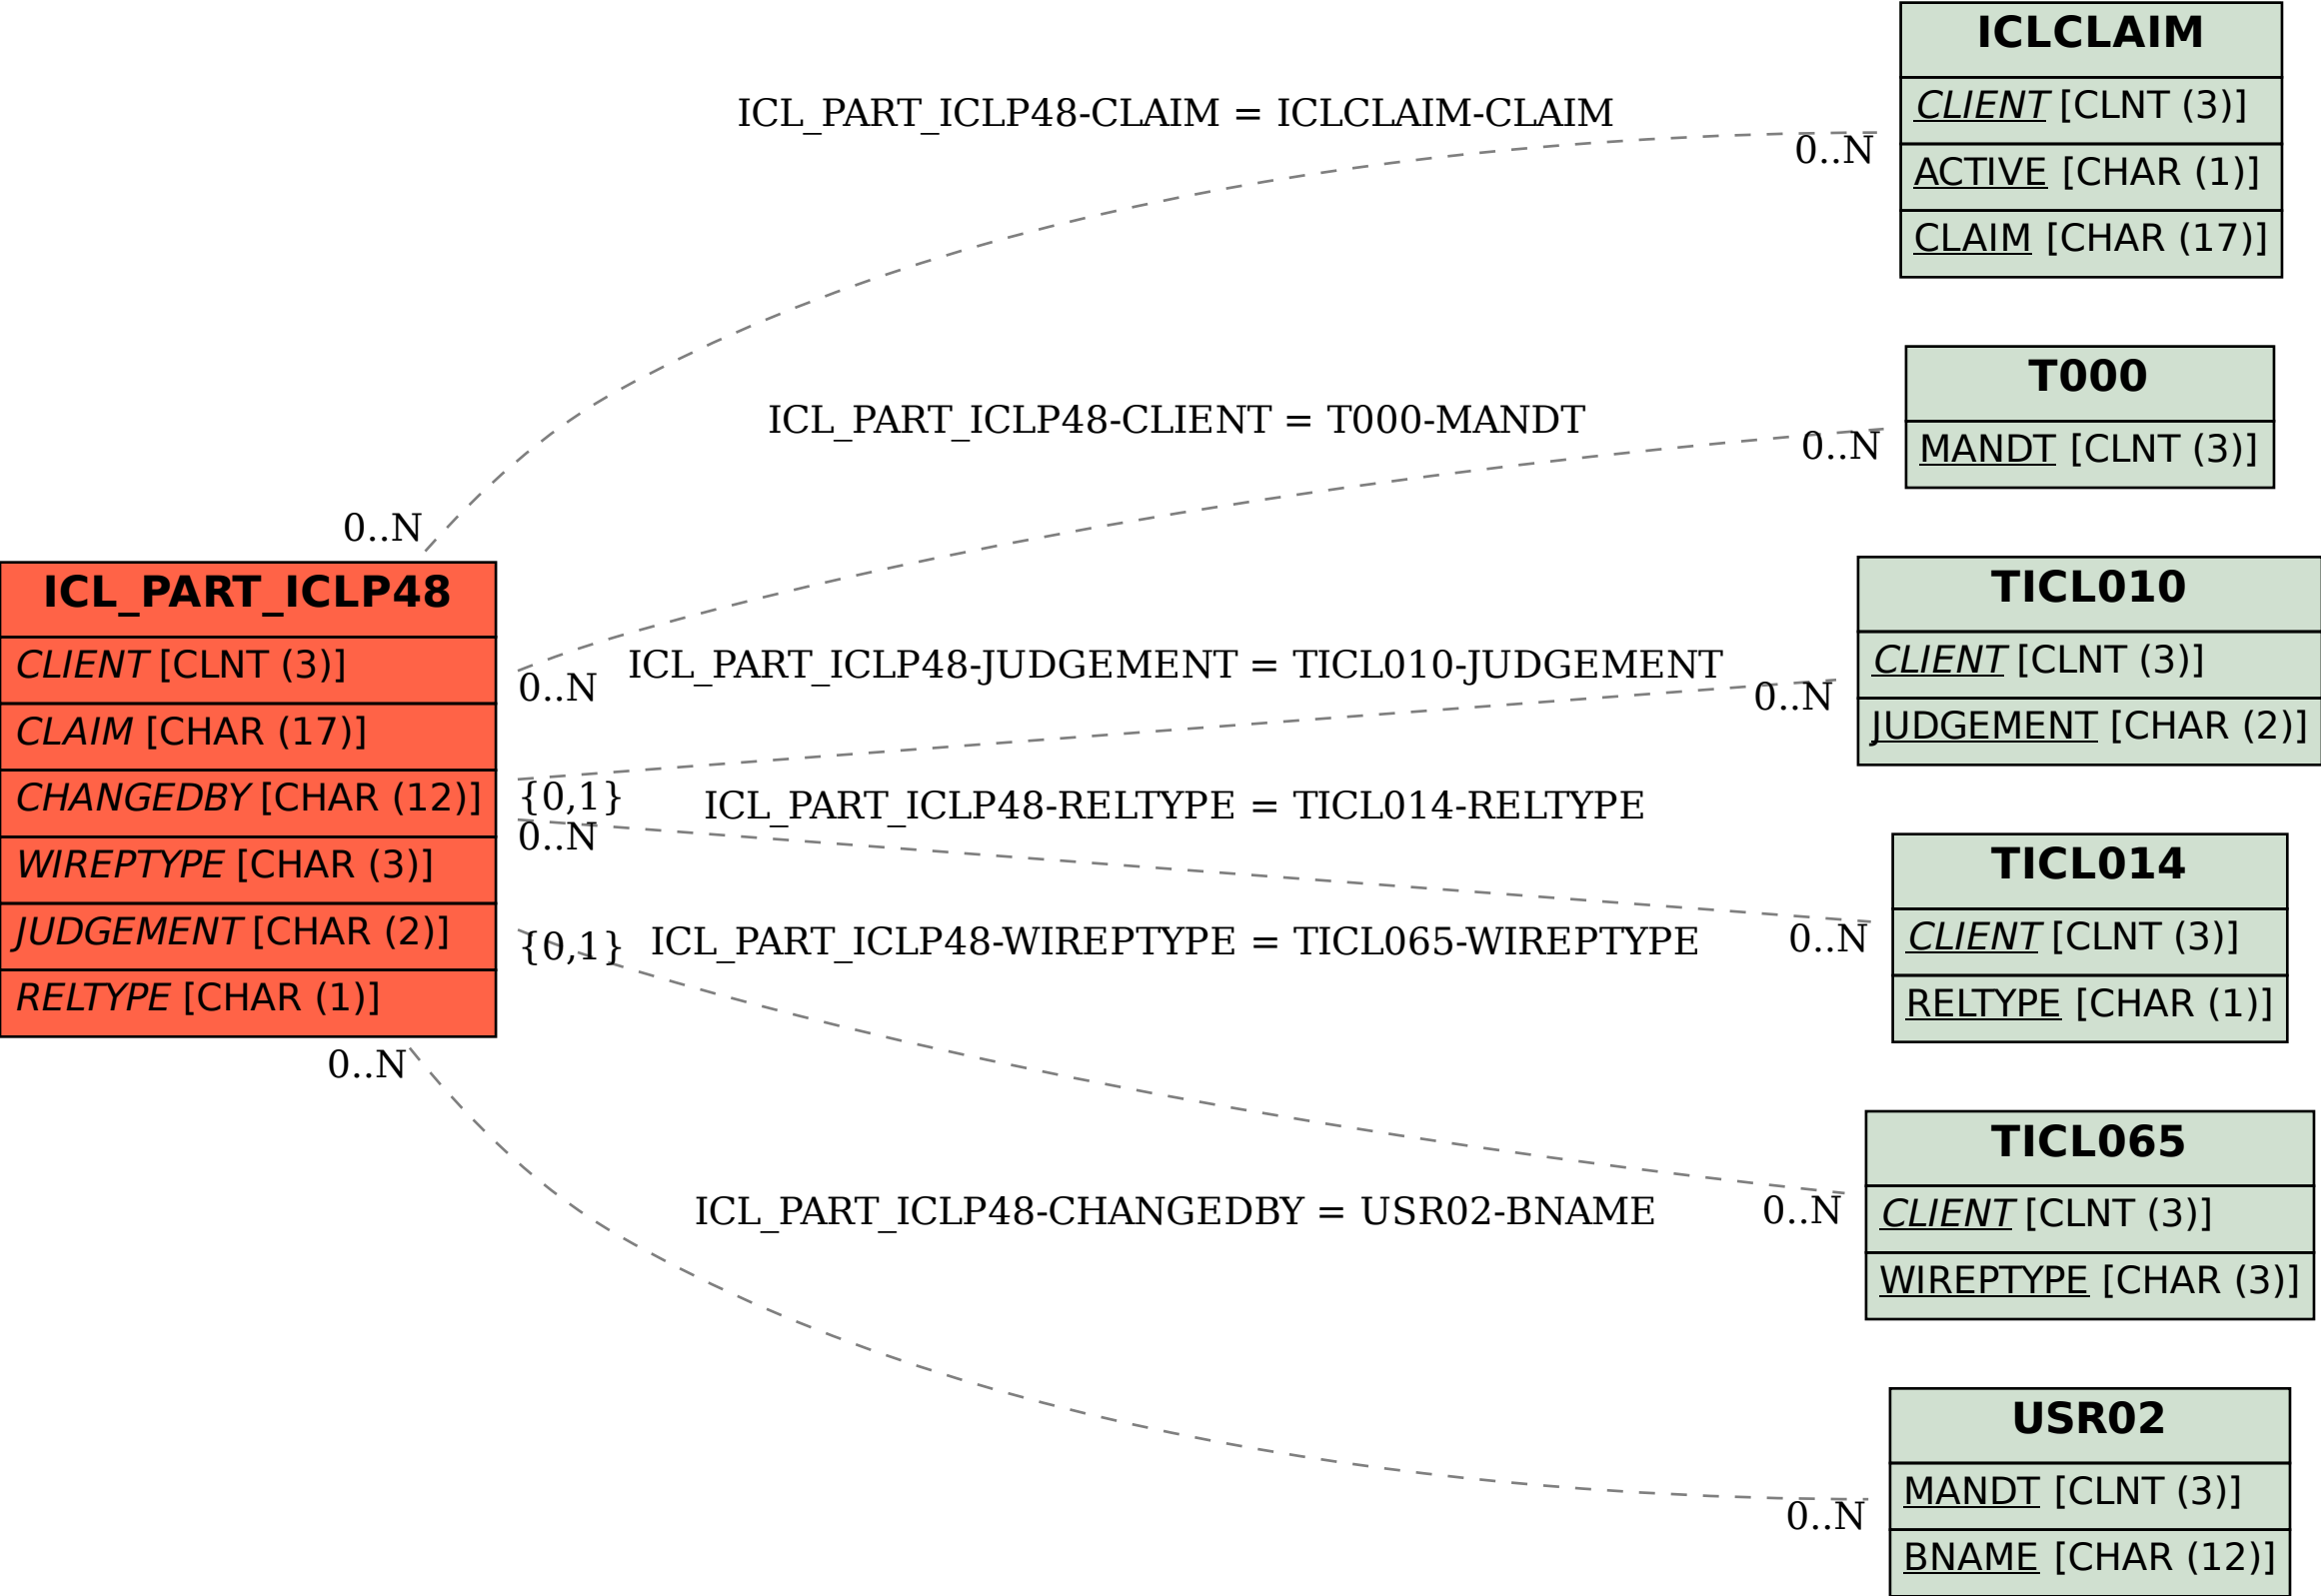 ICLCLAIM
CLIENT [CLNT (3)]
ACTIVE [CHAR (1)]
CLAIM [CHAR (17)]
ICL_PART_ICLP48-CLAIM = ICLCLAIM-CLAIM
0..N
0..N
T000
MANDT [CLNT (3)]
ICL_PART_ICLP48-CLIENT = T000-MANDT
0..N
0..N
ICL_PART_ICLP48
CLIENT [CLNT (3)]
CLAIM [CHAR (17)]
CHANGEDBY [CHAR (12)]
WIREPTYPE [CHAR (3)]
JUDGEMENT [CHAR (2)]
RELTYPE [CHAR (1)]
TICL010
CLIENT [CLNT (3)]
JUDGEMENT [CHAR (2)]
ICL_PART_ICLP48-JUDGEMENT = TICL010-JUDGEMENT
0..N
{0,1}
ICL_PART_ICLP48-RELTYPE = TICL014-RELTYPE
0..N
0..N
TICL014
CLIENT [CLNT (3)]
RELTYPE [CHAR (1)]
ICL_PART_ICLP48-WIREPTYPE = TICL065-WIREPTYPE
{0,1}
0..N
TICL065
CLIENT [CLNT (3)]
WIREPTYPE [CHAR (3)]
ICL_PART_ICLP48-CHANGEDBY = USR02-BNAME
0..N
0..N
USR02
MANDT [CLNT (3)]
BNAME [CHAR (12)]